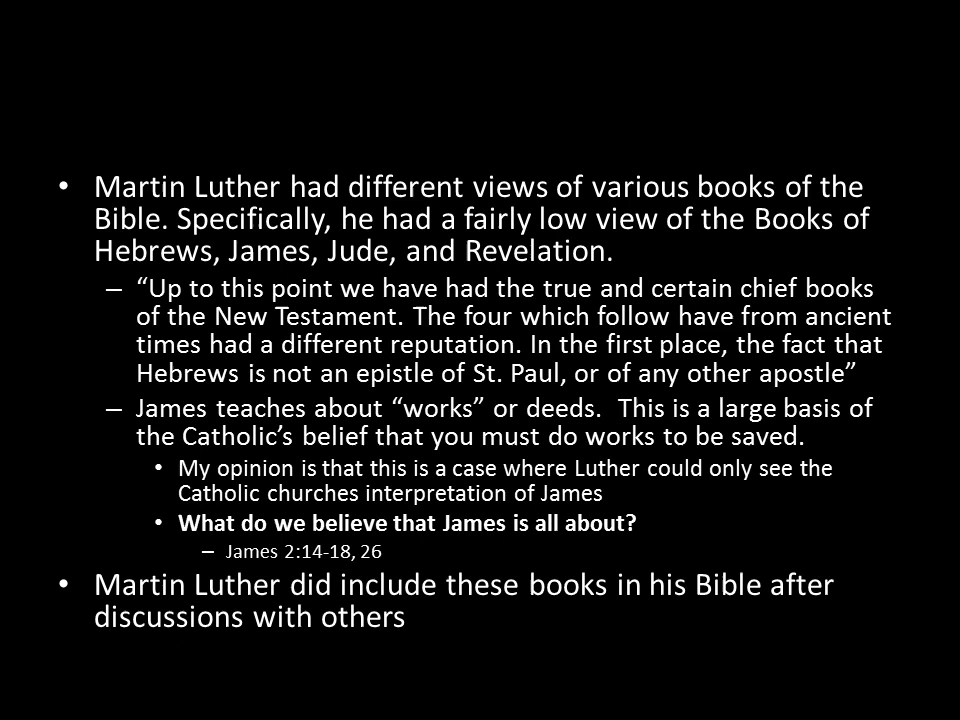 • Martin Luther had different views of various books of the
Bible. Specifically, he had a fairly low view of the Books of
Hebrews, James, Jude, and Revelation.
– “Up to this point we have had the true and certain chief books
of the New Testament. The four which follow have from ancient
times had a different reputation. In the first place, the fact that
Hebrews is not an epistle of St. Paul, or of any other apostle”
– James teaches about “works” or deeds.  This is a large basis of
the Catholic’s belief that you must do works to be saved.
• My opinion is that this is a case where Luther could only see the
Catholic churches interpretation of James
• What do we believe that James is all about?
– James 2:14-18, 26
• Martin Luther did include these books in his Bible after
discussions with others